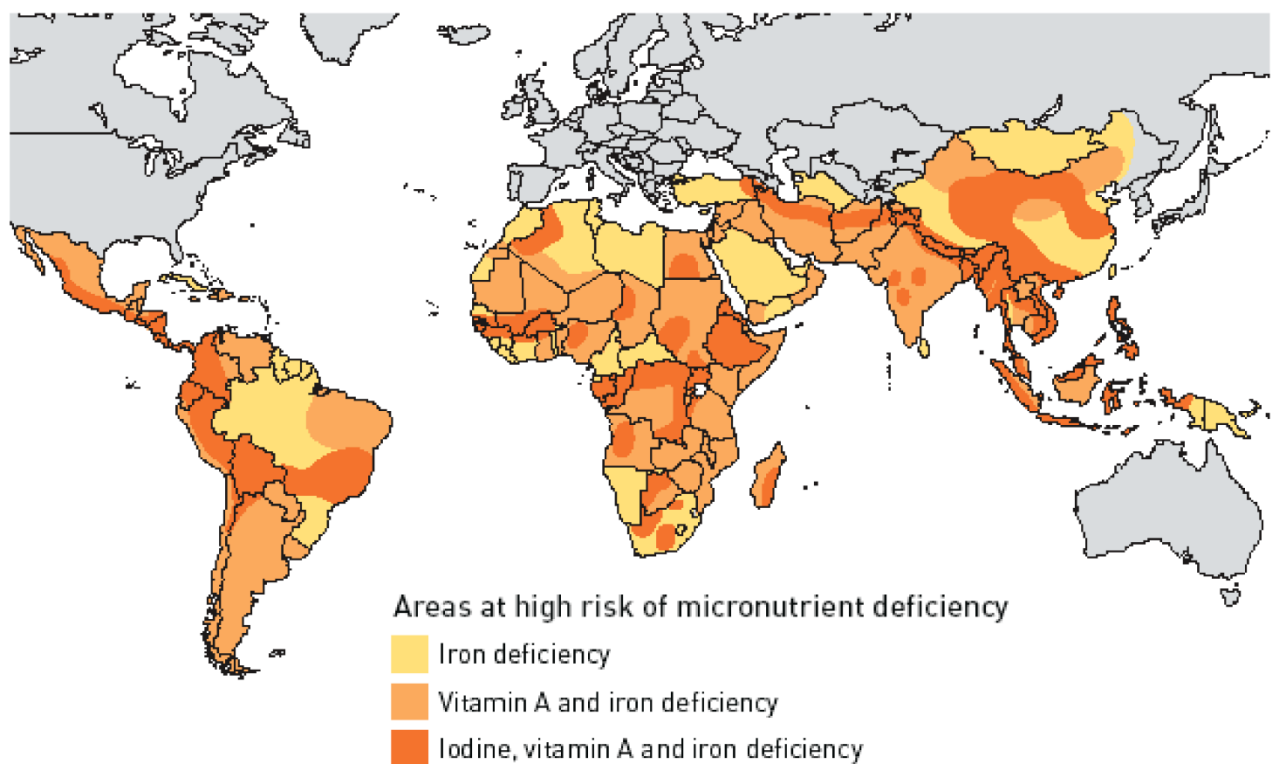 Areas at high risk of micronutrient deficiency
Iron deficiency
Vitamin A and iron deficiency
Iodine, vitamin A and iron deficiency